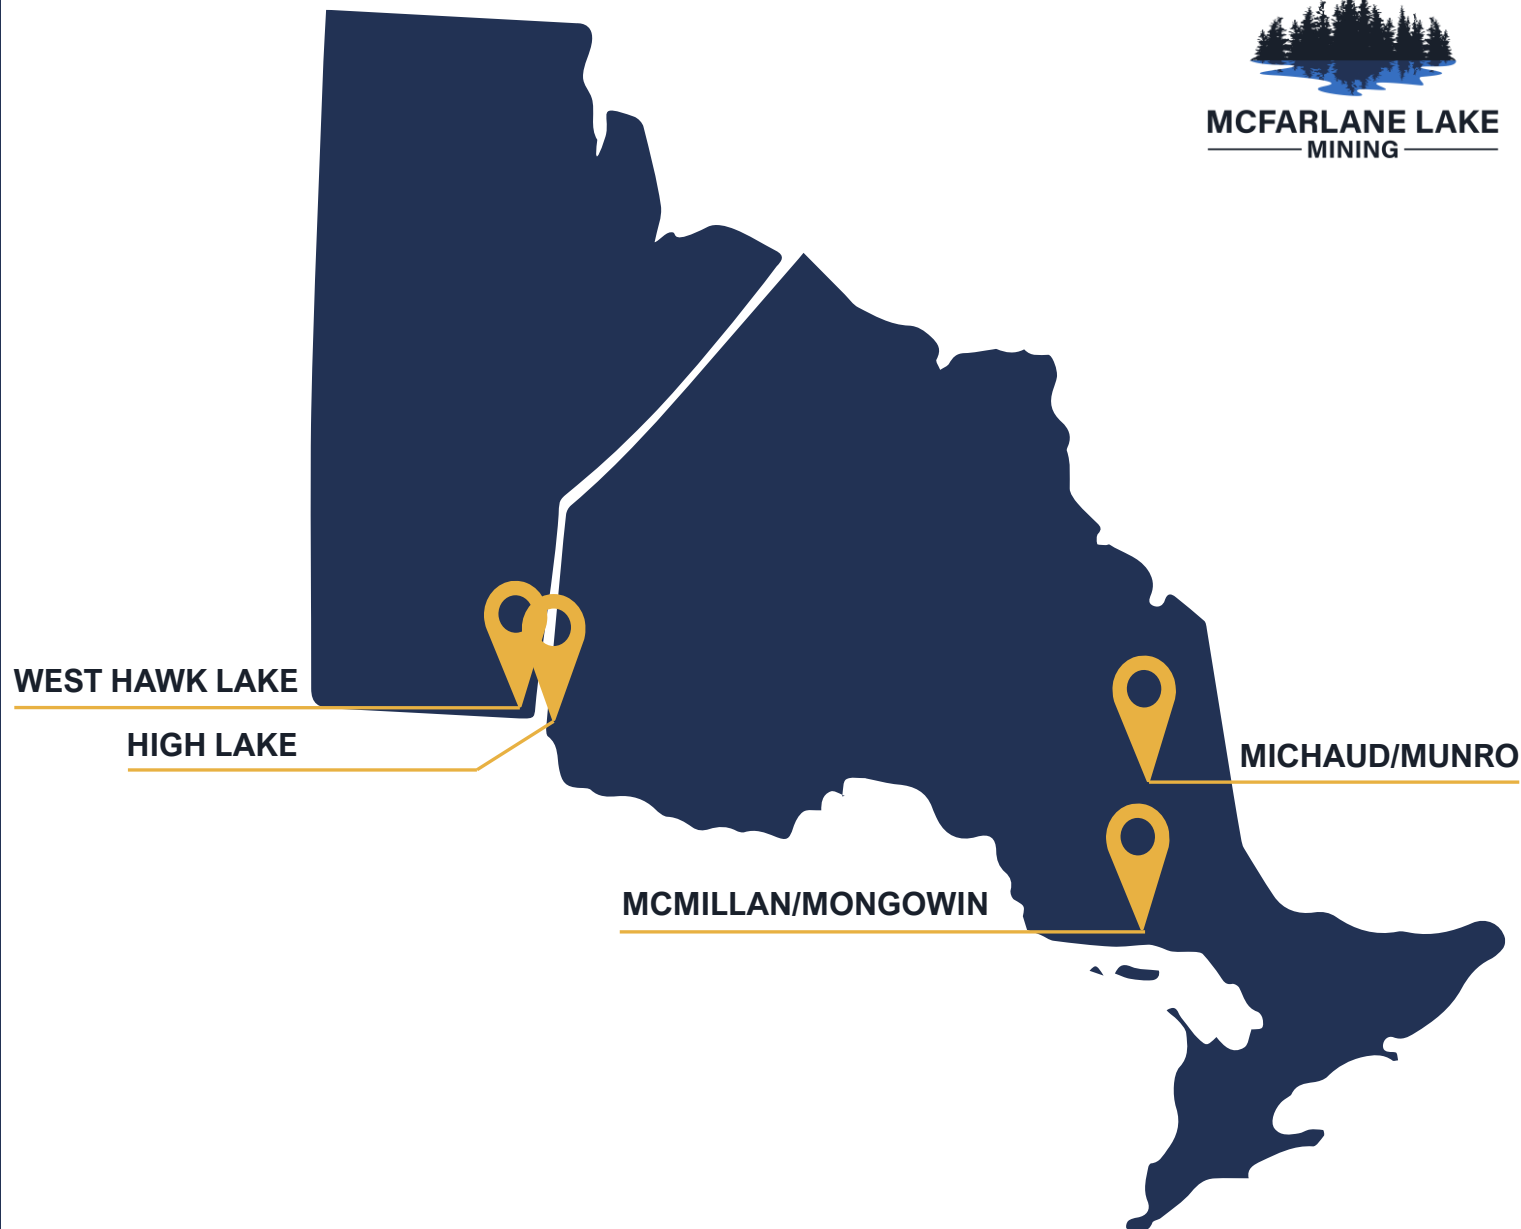 MCFARLANE LAKE
MINING
WEST HAWK LAKE
HIGH LAKE
MICHAUD/MUNRO
MCMILLAN/MONGOWIN